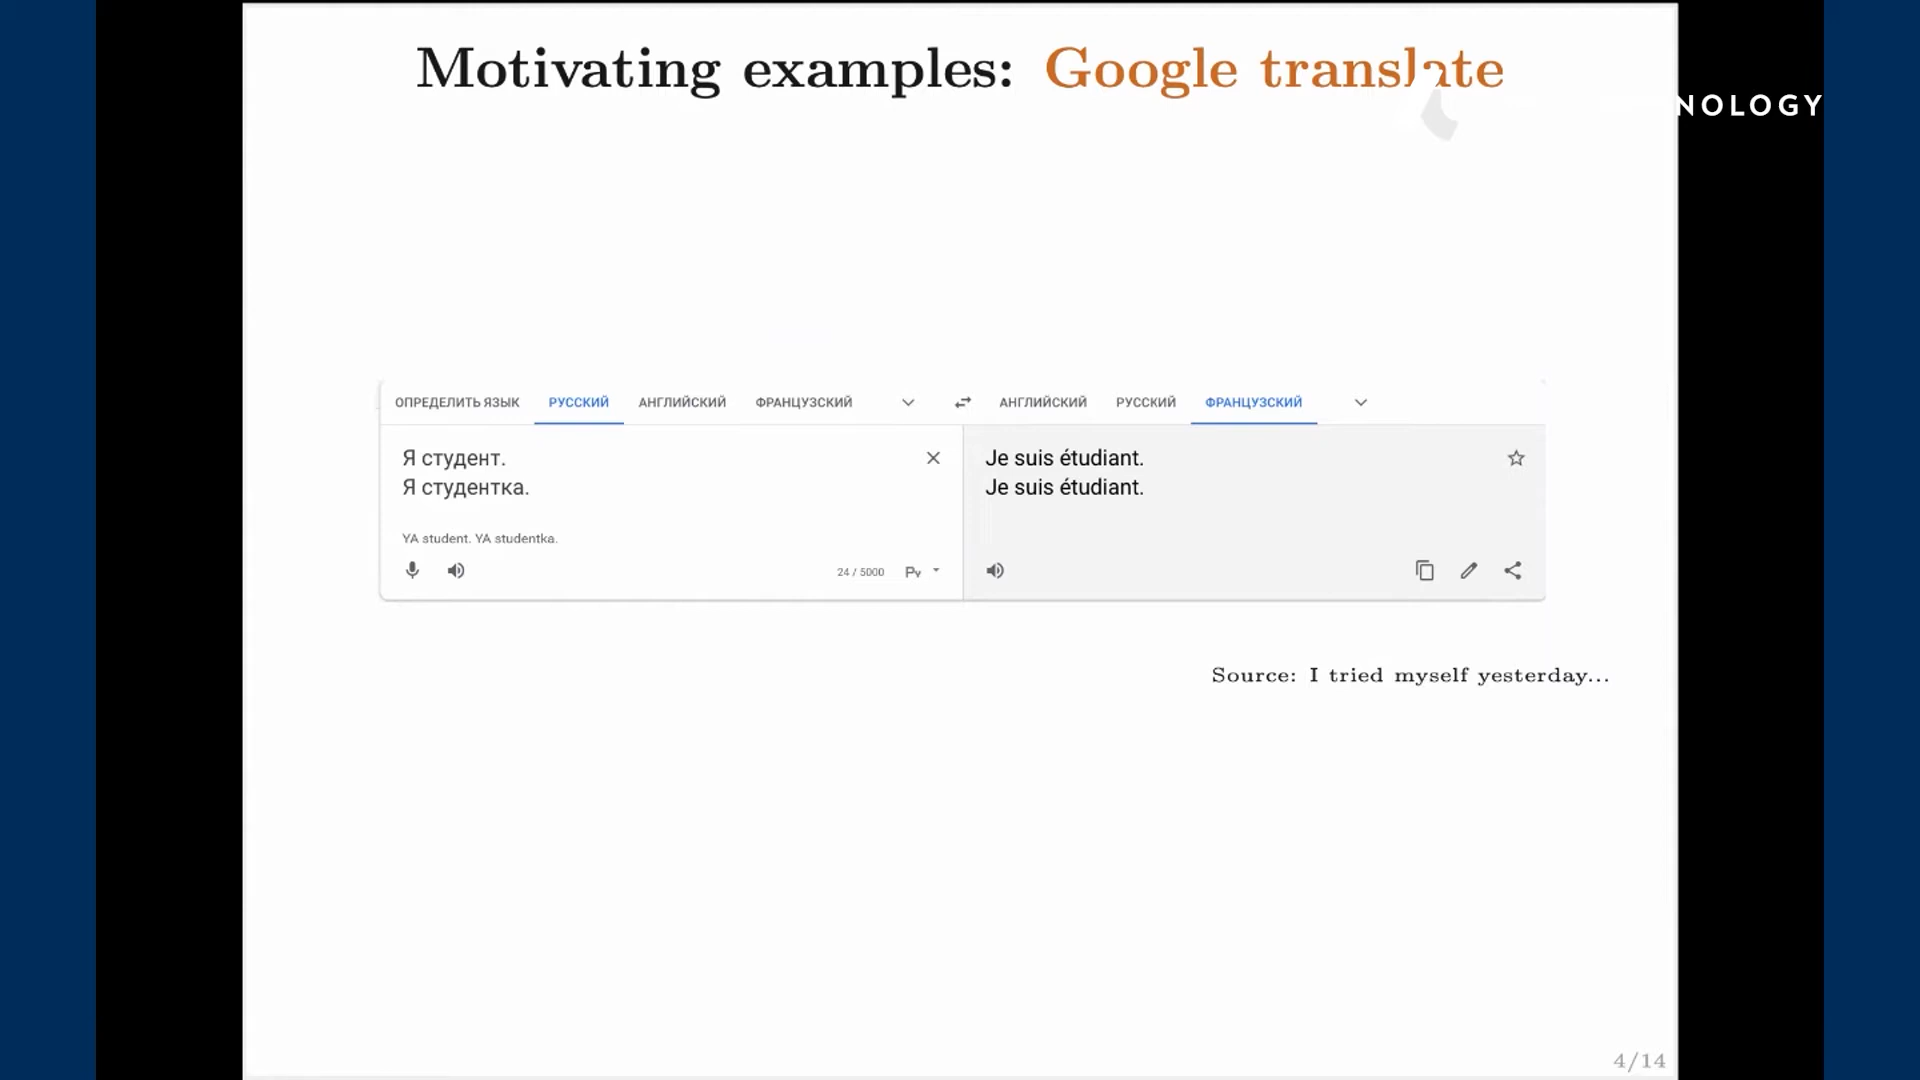 Motivating examples: Google translate
NOLOGY
ОПРЕДЕЛИТЬ ЯЗЫК РУССКИЙ АНГЛИЙСКИЙ ФРАНЦУЗСКИЙ АНГЛИЙСКИЙ РУССКИЙ ФРАНЦУЗСКИЙ
Я студент.
Я студентка.
YA student. YA studentka.
24 / 5000 Ру
Je suis étudiant.
Je suis étudiant.
Source: I tried myself yesterday...
4/14